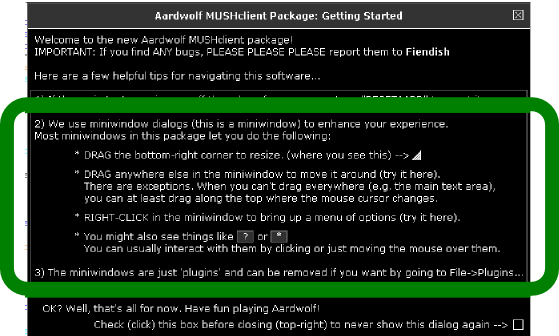 Aardwolf MUSHclient Package: Getting Started
Welcome to the new Aardwolf MUSHclient package!
IMPORTANT: If you find ANY bugs, PLEASE PLEASE PLEASE report them to Fiendish
Here are a few helpful tips for navigating this software...
2) We use miniwindow dialogs (this is a miniwindow) to enhance your experience.
Most miniwindows in this package let you do the following:
* DRAG the bottom-right corner to resize. (where you see this) -->
* DRAG anywhere else in the miniwindow to move it around (try it here).
There are exceptions. When you can't drag everywhere (e.g. the main text area),
you can at least drag along the top where the mouse cursor changes.
* RIGHT-CLICK in the miniwindow to bring up a menu of options (try it here).
* You might also see things like ? or *
You can usually interact with them by clicking or just moving the mouse over them.
3) The miniwindows are just 'plugins' and can be removed if you want by going to File->Plugins...
OK? Well, that's all for now. Have fun playing Aardwolf!
Check (click) this box before closing (top-right) to never show this dialog again -->